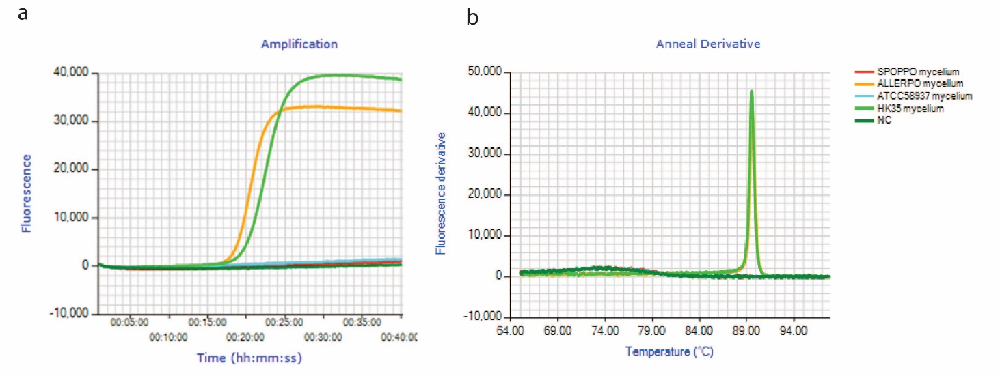 a
Amplification
Fluorescence
40,000
30,000
20,000
10,000
0
-10,000
00:05:00
00:15:00
00:25:00
00:35:00
00:10:00
00:20:00
00:30:00
00:40:00
Time (hh:mm:ss)
b
Anneal Derivative
Fluorescence derivative
50,000
40,000
30,000
20,000
10,000
0
-10,000
64.00 69.00 74.00 79.00 84.00 89.00 94.00
Temperature (°C)
SPOPPO mycelium
ALLERPO mycelium
ATCC58937 mycelium
HK35 mycelium
NC